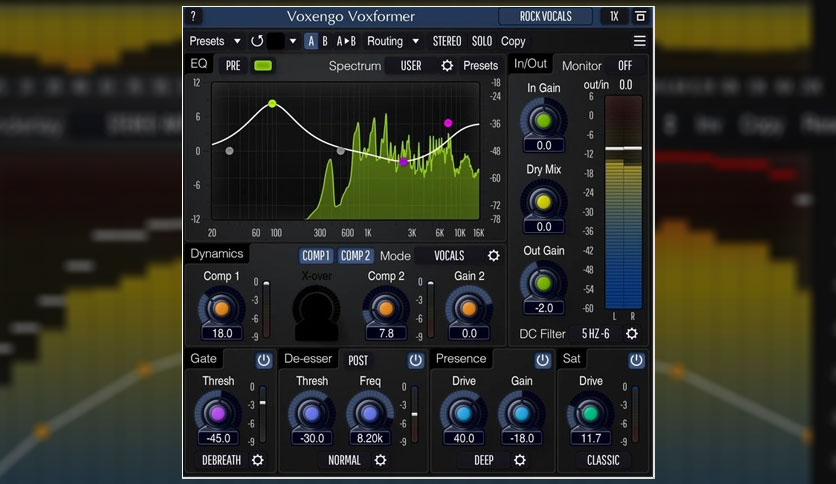 ? Voxengo Voxformer ROCK VOCALS 1X
Presets A B A▸B Routing STEREO SOLO Copy
EQ PRE Spectrum USER Presets
12 6 0 -6 -12
-18 -24 -36 -48 -60 -72 -78
20 60 100 300 600 1K 3K 6K 10K 16K
In/Out Monitor OFF
out/in 0.0
In Gain
0.0
Dry Mix
0.0
Out Gain
-2.0
6 0 -6 -12 -18 -24 -30 -36 -42 -48 -54 -60
L R
DC Filter 5 HZ -6
Dynamics COMP 1 COMP 2 Mode VOCALS
Comp 1 X-over Comp 2 Gain 2
0 -3 -6 -9
0 -3 -6 -9
18.0 7.8 0.0
Gate
Thresh
0 -3 -6 -9
-45.0
DEBREATH
De-esser POST
Thresh Freq
0 -3 -6 -9
-30.0 8.20k
NORMAL
Presence
Drive Gain
40.0 -18.0
DEEP
Sat
Drive
0 -3 -6 -9
11.7
CLASSIC